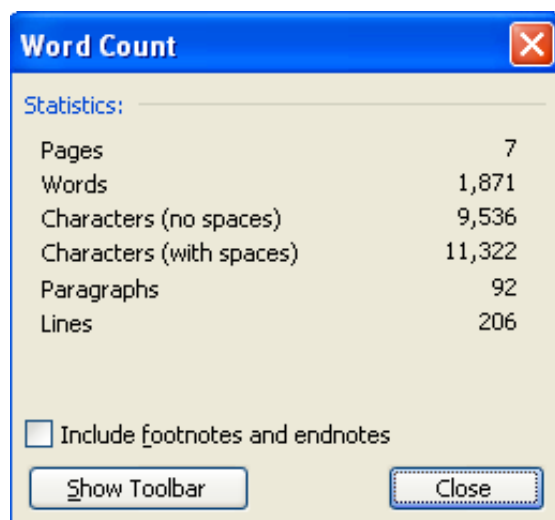 Word Count
Statistics:
Pages 7
Words 1,871
Characters (no spaces) 9,536
Characters (with spaces) 11,322
Paragraphs 92
Lines 206
Include footnotes and endnotes
Show Toolbar Close